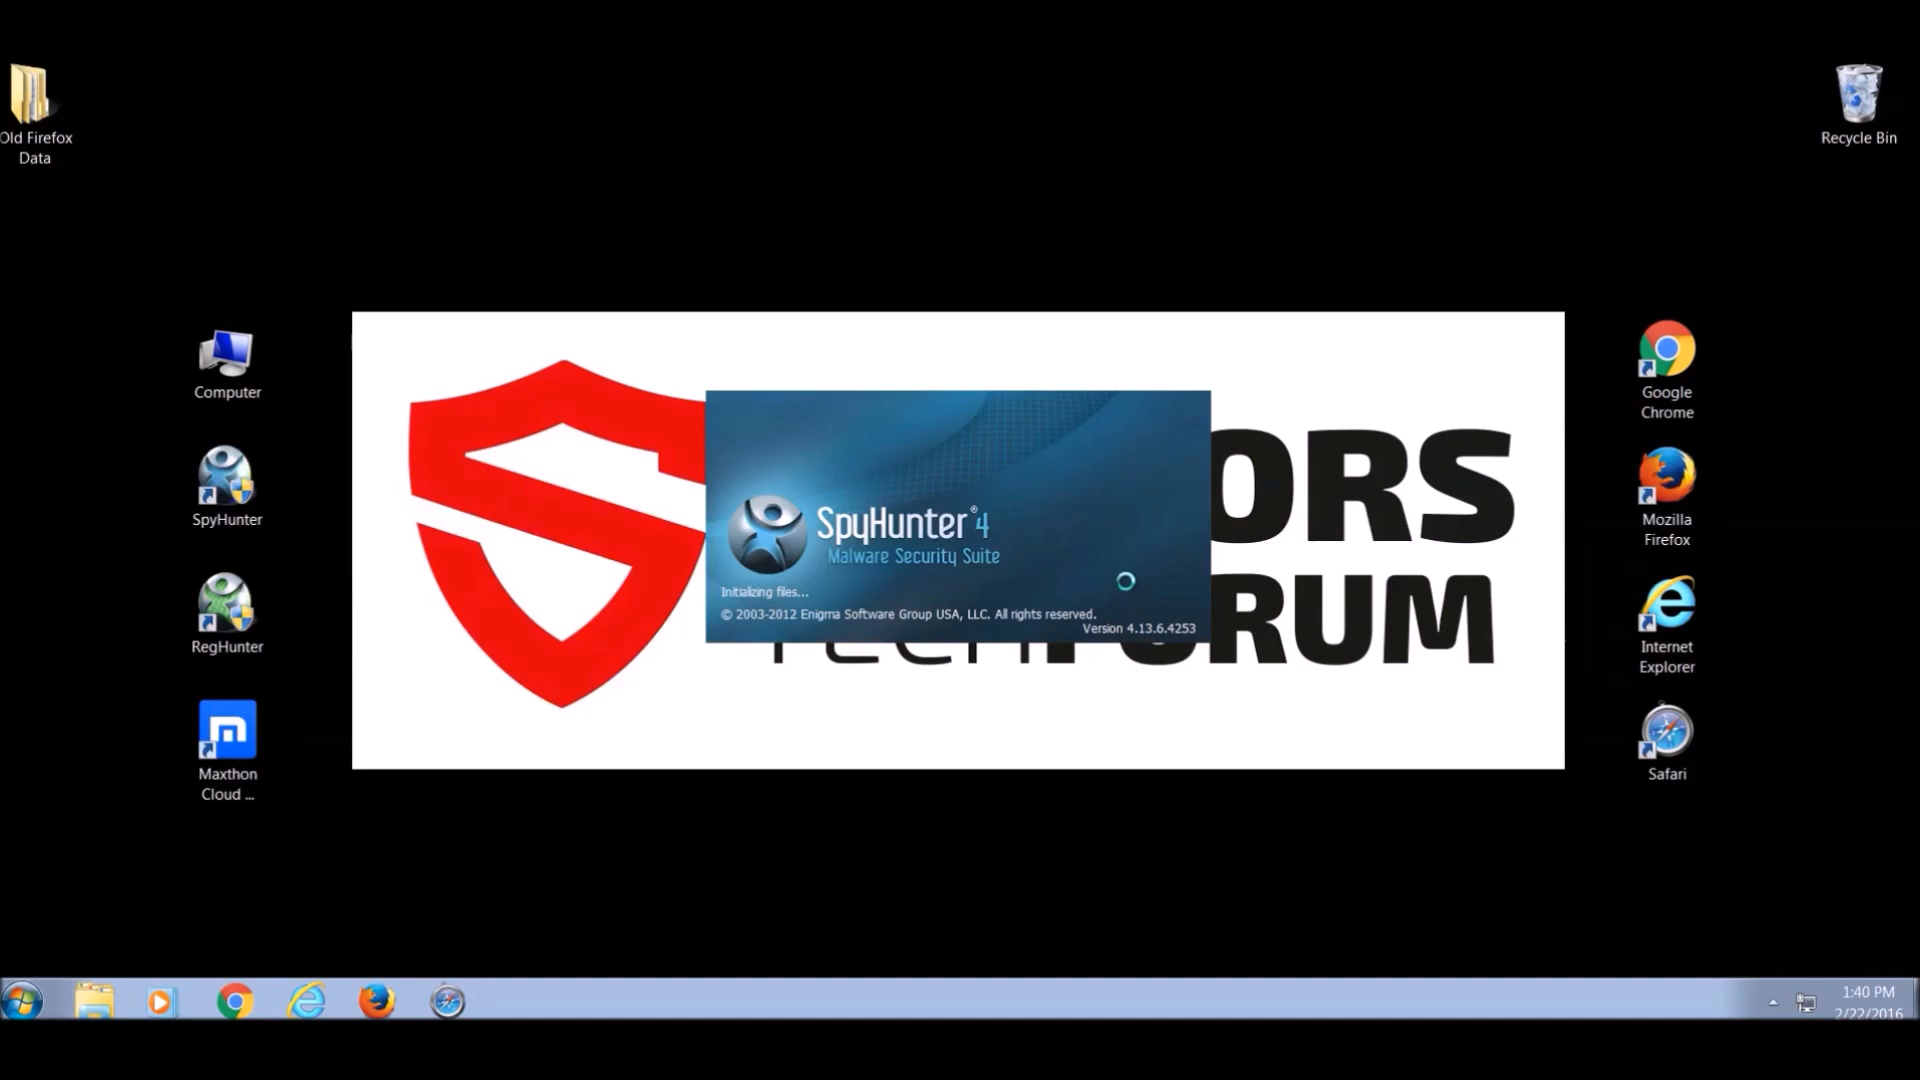 Old Firefox
Data
Recycle Bin
Computer
SpyHunter
RegHunter
Maxthon
Cloud ...
ORS
RUM
SpyHunter®4
Malware Security Suite
Initializing files...
© 2003-2012 Enigma Software Group USA, LLC. All rights reserved.
Version 4.13.6.4253
Google
Chrome
Mozilla
Firefox
Internet
Explorer
Safari
1:40 PM
2/22/2016